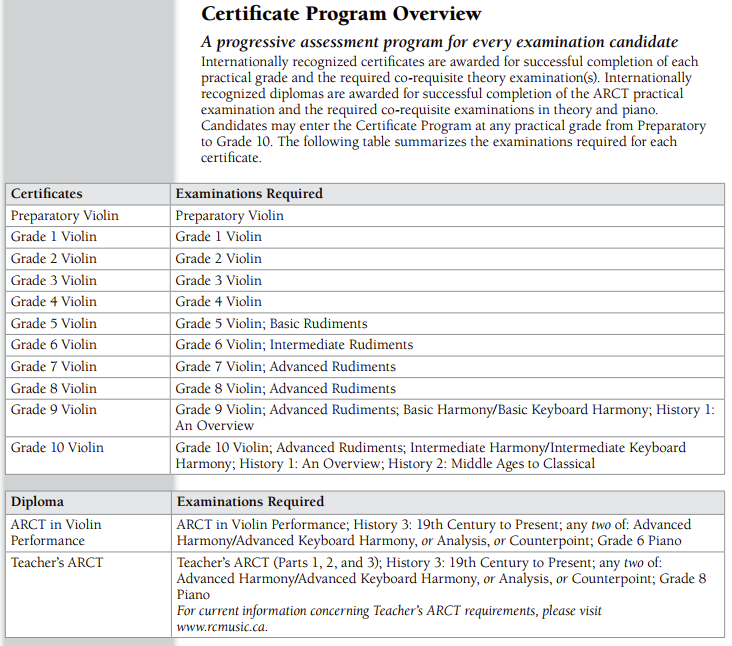 Certificate Program Overview
A progressive assessment program for every examination candidate
Internationally recognized certificates are awarded for successful completion of each
practical grade and the required co-requisite theory examination(s). Internationally
recognized diplomas are awarded for successful completion of the ARCT practical
examination and the required co-requisite examinations in theory and piano.
Candidates may enter the Certificate Program at any practical grade from Preparatory
to Grade 10. The following table summarizes the examinations required for each
certificate.
Certificates Examinations Required
Preparatory Violin Preparatory Violin
Grade 1 Violin Grade 1 Violin
Grade 2 Violin Grade 2 Violin
Grade 3 Violin Grade 3 Violin
Grade 4 Violin Grade 4 Violin
Grade 5 Violin Grade 5 Violin; Basic Rudiments
Grade 6 Violin Grade 6 Violin; Intermediate Rudiments
Grade 7 Violin Grade 7 Violin; Advanced Rudiments
Grade 8 Violin Grade 8 Violin; Advanced Rudiments
Grade 9 Violin Grade 9 Violin; Advanced Rudiments; Basic Harmony/Basic Keyboard Harmony; History 1:
An Overview
Grade 10 Violin Grade 10 Violin; Advanced Rudiments; Intermediate Harmony/Intermediate Keyboard
Harmony; History 1: An Overview; History 2: Middle Ages to Classical
Diploma Examinations Required
ARCT in Violin ARCT in Violin Performance; History 3: 19th Century to Present; any two of: Advanced
Performance Harmony/Advanced Keyboard Harmony, or Analysis, or Counterpoint; Grade 6 Piano
Teacher's ARCT Teacher's ARCT (Parts 1, 2, and 3); History 3: 19th Century to Present; any two of:
Advanced Harmony/Advanced Keyboard Harmony, or Analysis, or Counterpoint; Grade 8
Piano
For current information concerning Teacher's ARCT requirements, please visit
www.rcmusic.ca.